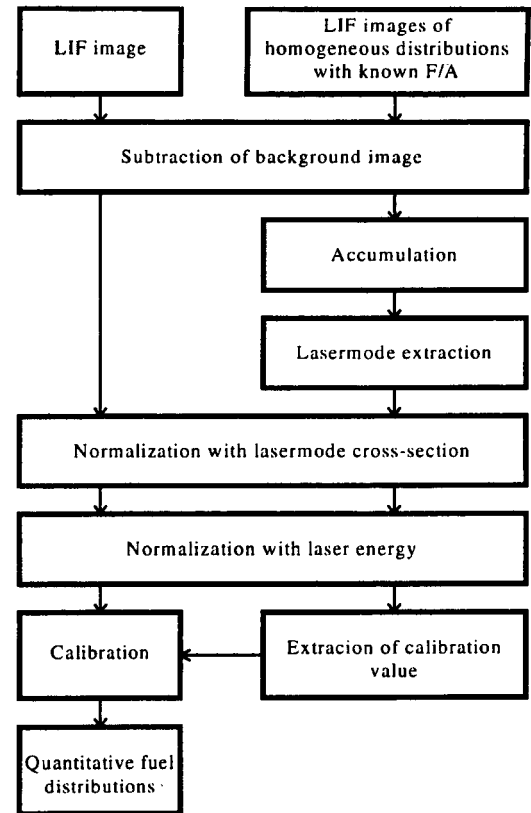 LIF image
LIF images of
homogeneous distributions
with known F/A
Subtraction of background image
Accumulation
Lasermode extraction
Normalization with lasermode cross-section
Normalization with laser energy
Calibration
Extracion of calibration
value
Quantitative fuel
distributions